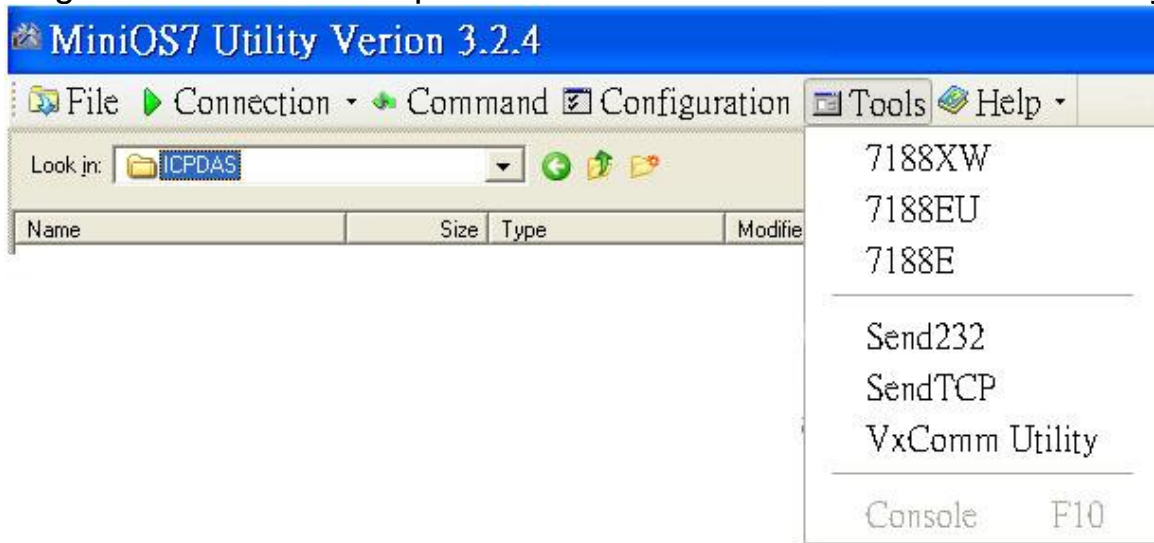 MiniOS7 Utility Verion 3.2.4
File Connection Command Configuration Tools Help
Look in: ICPDAS
Name Size Type Modifie
7188XW
7188EU
7188E
Send232
SendTCP
VxComm Utility
Console F10